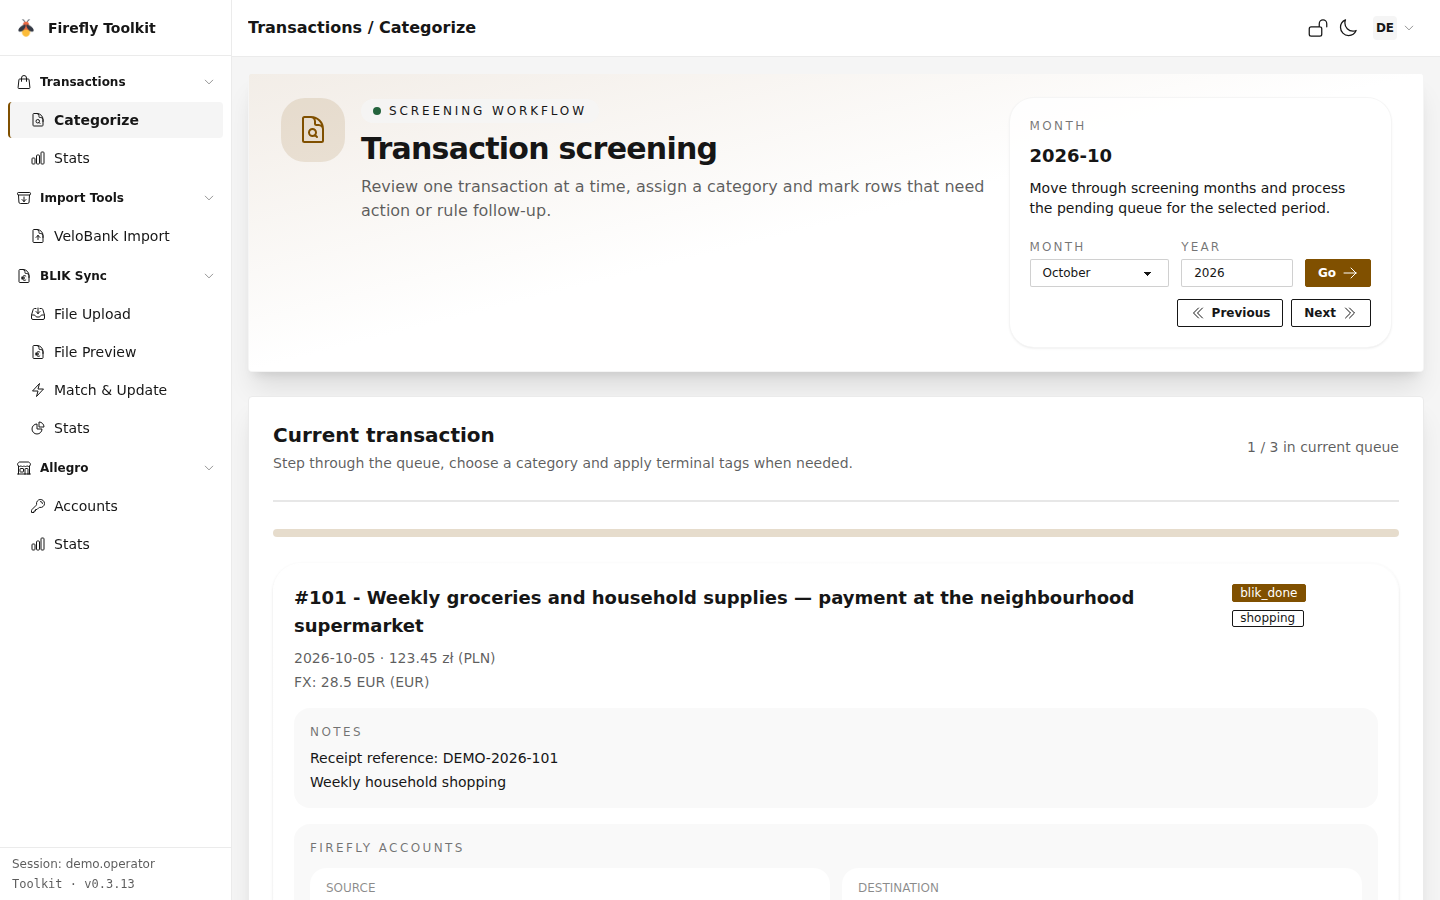 Firefly Toolkit
Transactions
Categorize
Stats
Import Tools
VeloBank Import
BLIK Sync
File Upload
File Preview
Match & Update
Stats
Allegro
Accounts
Stats
Session: demo.operator
Toolkit · v0.3.13
Transactions / Categorize
DE
SCREENING WORKFLOW
Transaction screening
Review one transaction at a time, assign a category and mark rows that need
action or rule follow-up.
MONTH
2026-10
Move through screening months and process
the pending queue for the selected period.
MONTH
YEAR
October
2026
Go
Previous
Next
Current transaction
Step through the queue, choose a category and apply terminal tags when needed.
1 / 3 in current queue
#101 - Weekly groceries and household supplies — payment at the neighbourhood
supermarket
blik_done
shopping
2026-10-05 · 123.45 zł (PLN)
FX: 28.5 EUR (EUR)
NOTES
Receipt reference: DEMO-2026-101
Weekly household shopping
FIREFLY ACCOUNTS
SOURCE
DESTINATION